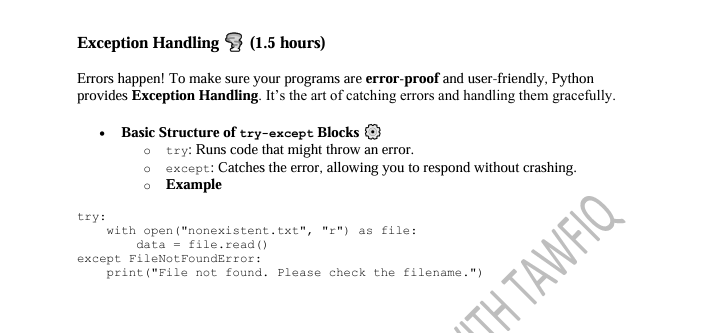 Exception Handling 🌪 (1.5 hours)
Errors happen! To make sure your programs are error-proof and user-friendly, Python
provides Exception Handling. It’s the art of catching errors and handling them gracefully.
• Basic Structure of try-except Blocks ⚙
o try: Runs code that might throw an error.
o except: Catches the error, allowing you to respond without crashing.
o Example
try:
    with open("nonexistent.txt", "r") as file:
        data = file.read()
except FileNotFoundError:
    print("File not found. Please check the filename.")
ITH TAWFIQ